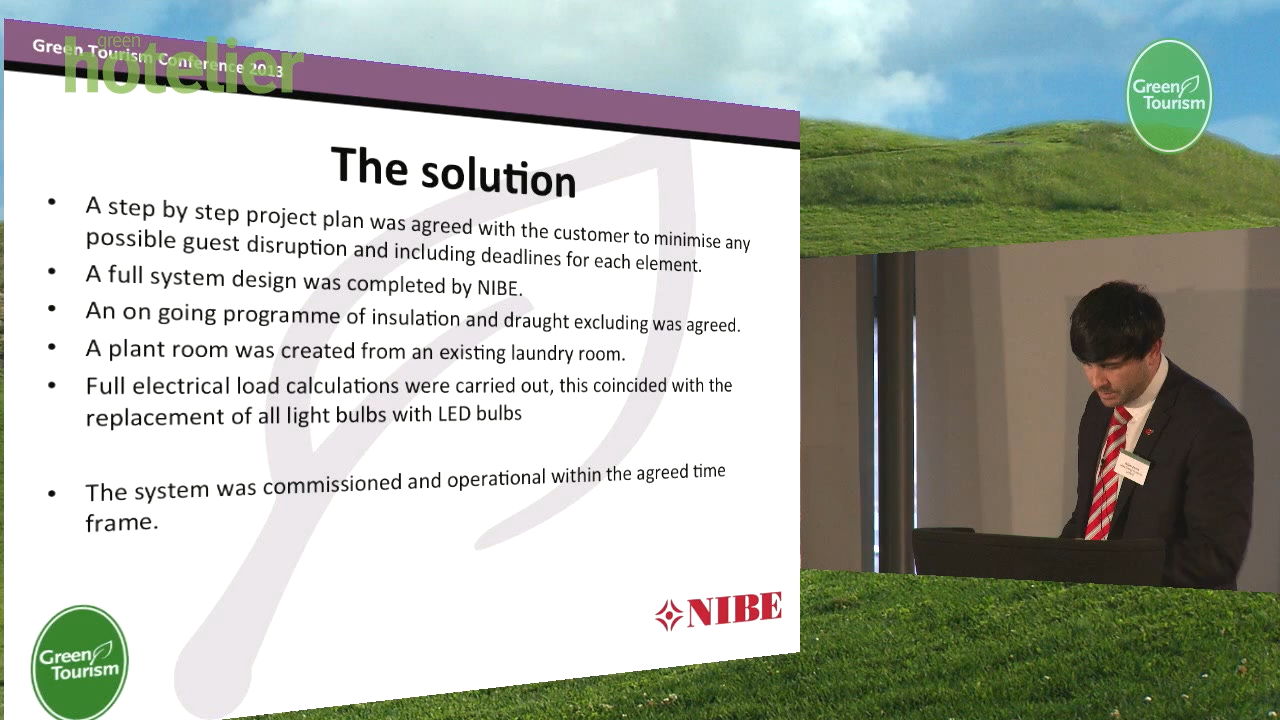 Green Tourism Conference 2013
green
hotelier
Green
Tourism
The solution
• A step by step project plan was agreed with the customer to minimise any
possible guest disruption and including deadlines for each element.
• A full system design was completed by NIBE.
• An on going programme of insulation and draught excluding was agreed.
• A plant room was created from an existing laundry room.
• Full electrical load calculations were carried out, this coincided with the
replacement of all light bulbs with LED bulbs
• The system was commissioned and operational within the agreed time
frame.
NIBE
Green
Tourism